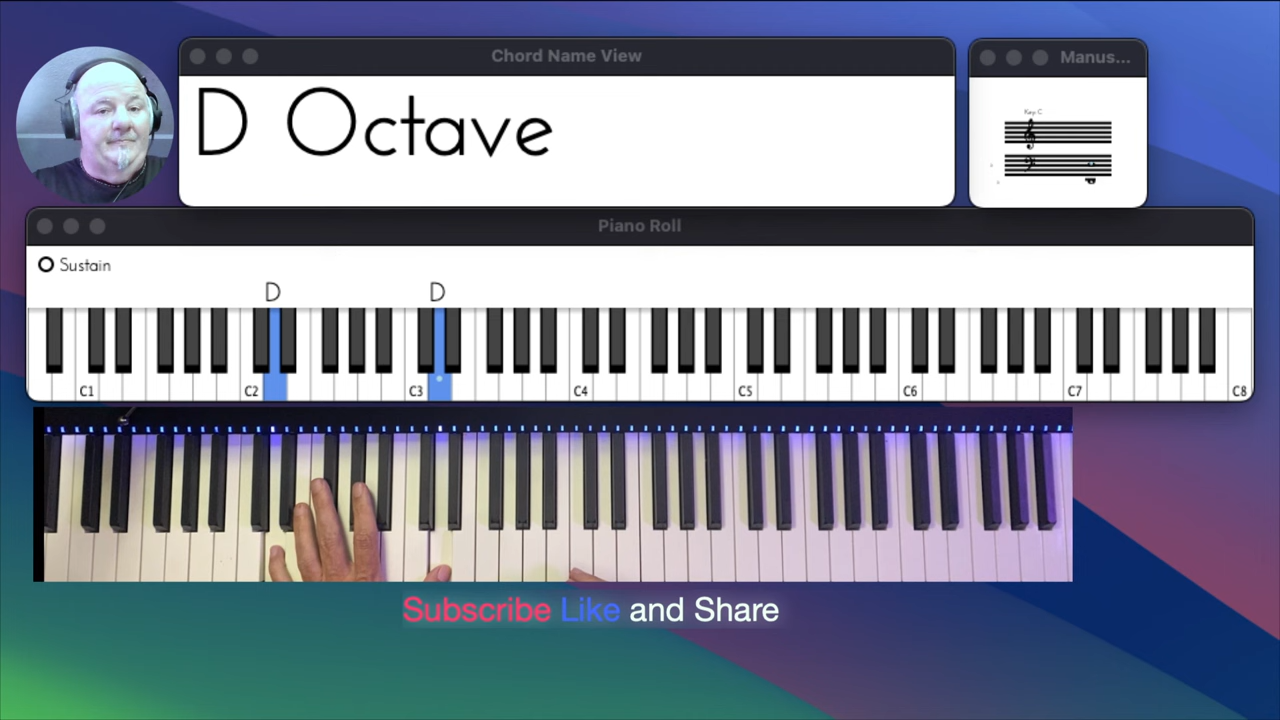 Chord Name View
D Octave
Manus...
Key: C
Piano Roll
Sustain
D D
C1 C2 C3 C4 C5 C6 C7 C8
Subscribe Like and Share